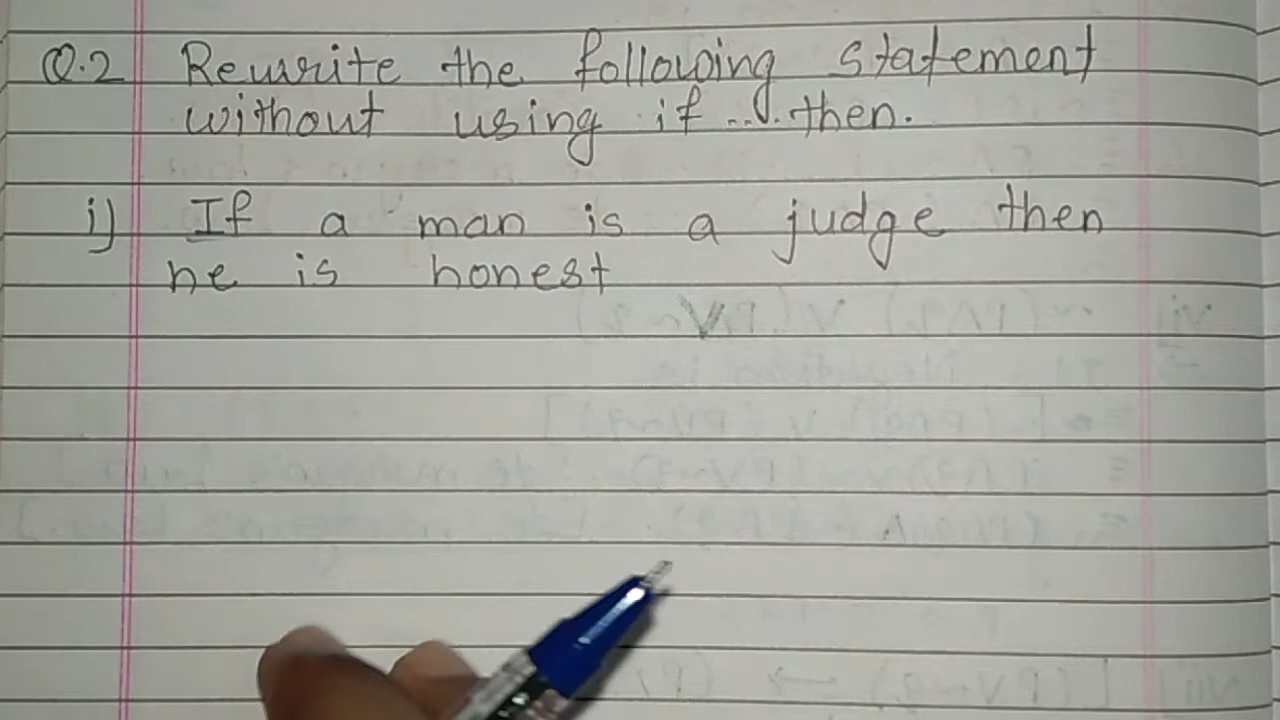 Q.2 Rewrite the following statement
without using if ... then.
i) If a man is a judge then
he is honest